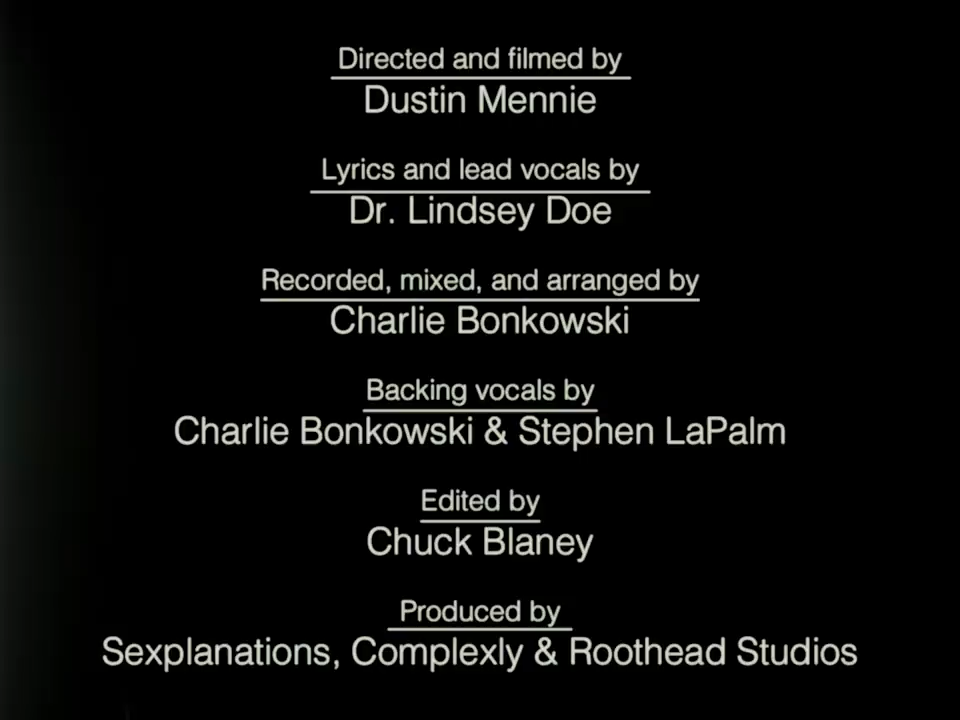 Directed and filmed by
Dustin Mennie
Lyrics and lead vocals by
Dr. Lindsey Doe
Recorded, mixed, and arranged by
Charlie Bonkowski
Backing vocals by
Charlie Bonkowski & Stephen LaPalm
Edited by
Chuck Blaney
Produced by
Sexplanations, Complexly & Roothead Studios